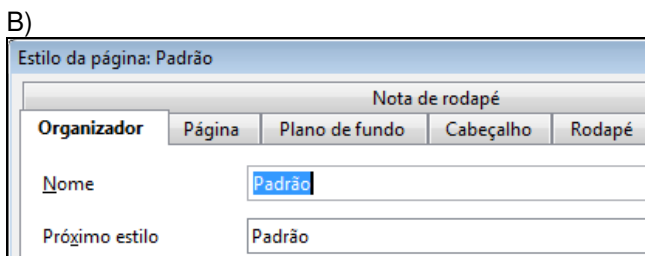 B)
Estilo da página: Padrão
Nota de rodapé
Organizador Página Plano de fundo Cabeçalho Rodapé
Nome Padrão
Próximo estilo Padrão